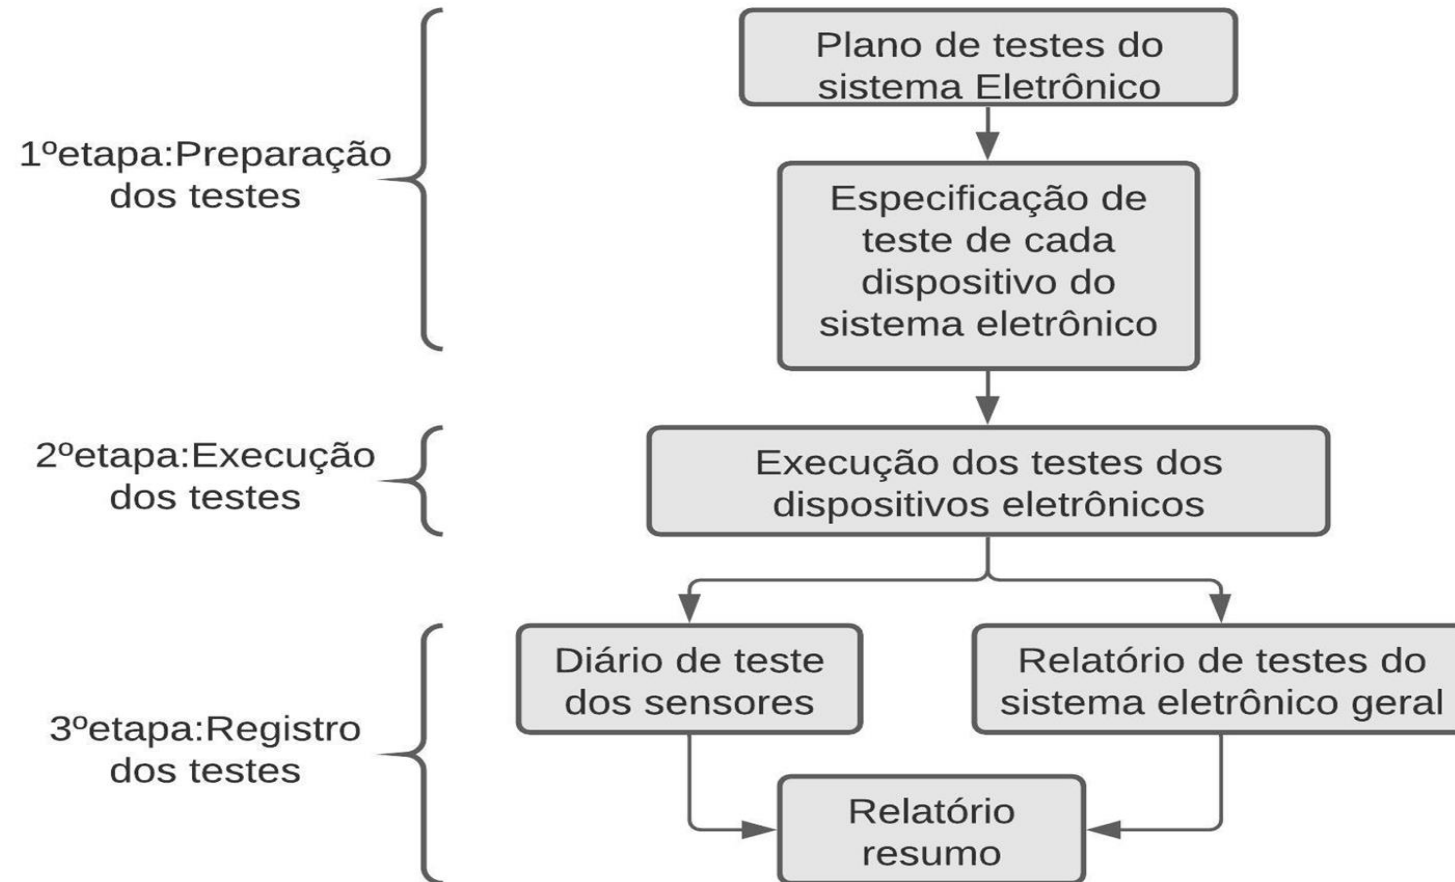 Plano de testes do
sistema Eletrônico
1ºetapa:Preparação
dos testes
Especificação de
teste de cada
dispositivo do
sistema eletrônico
2ºetapa:Execução
dos testes
Execução dos testes dos
dispositivos eletrônicos
3ºetapa:Registro
dos testes
Diário de teste
dos sensores
Relatório de testes do
sistema eletrônico geral
Relatório
resumo